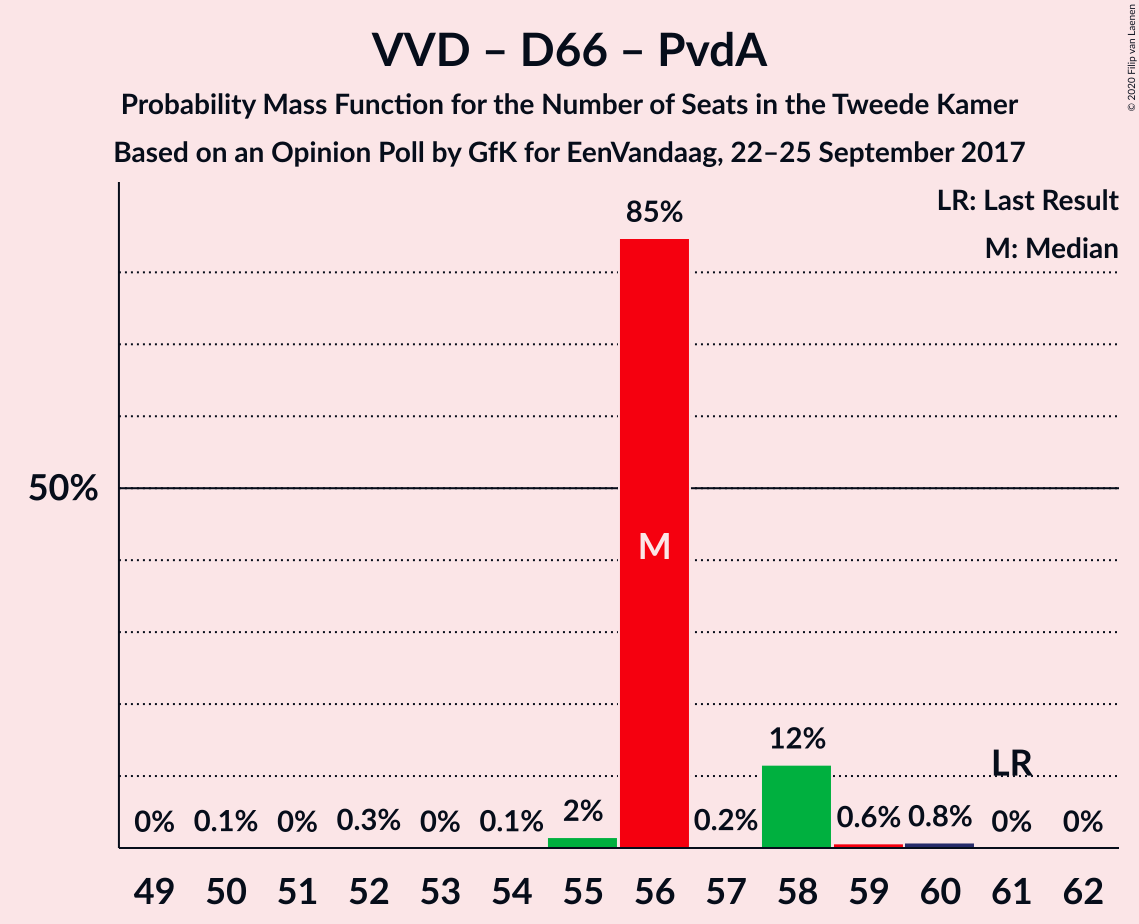 VVD – D66 – PvdA
Probability Mass Function for the Number of Seats in the Tweede Kamer
Based on an Opinion Poll by GfK for EenVandaag, 22–25 September 2017
© 2020 Filip van Laenen
LR: Last Result
M: Median
85%
50%
M
12%
LR
0% 0.1% 0% 0.3% 0% 0.1% 2% 0.2% 0.6% 0.8% 0% 0%
49 50 51 52 53 54 55 56 57 58 59 60 61 62